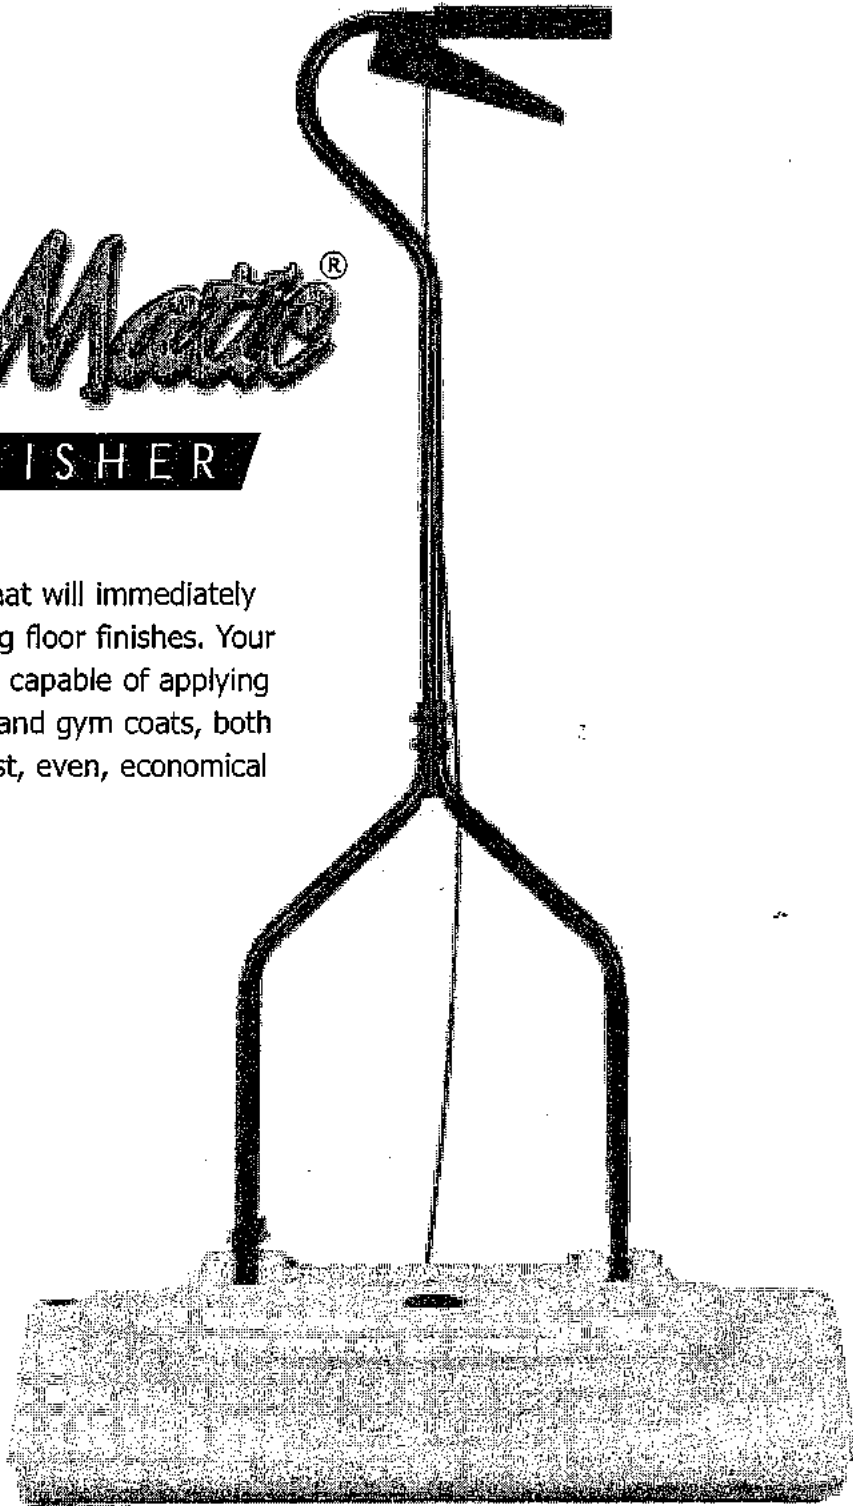 Matic®
ISHER
at will immediately
g floor finishes. Your
capable of applying
and gym coats, both
st, even, economical